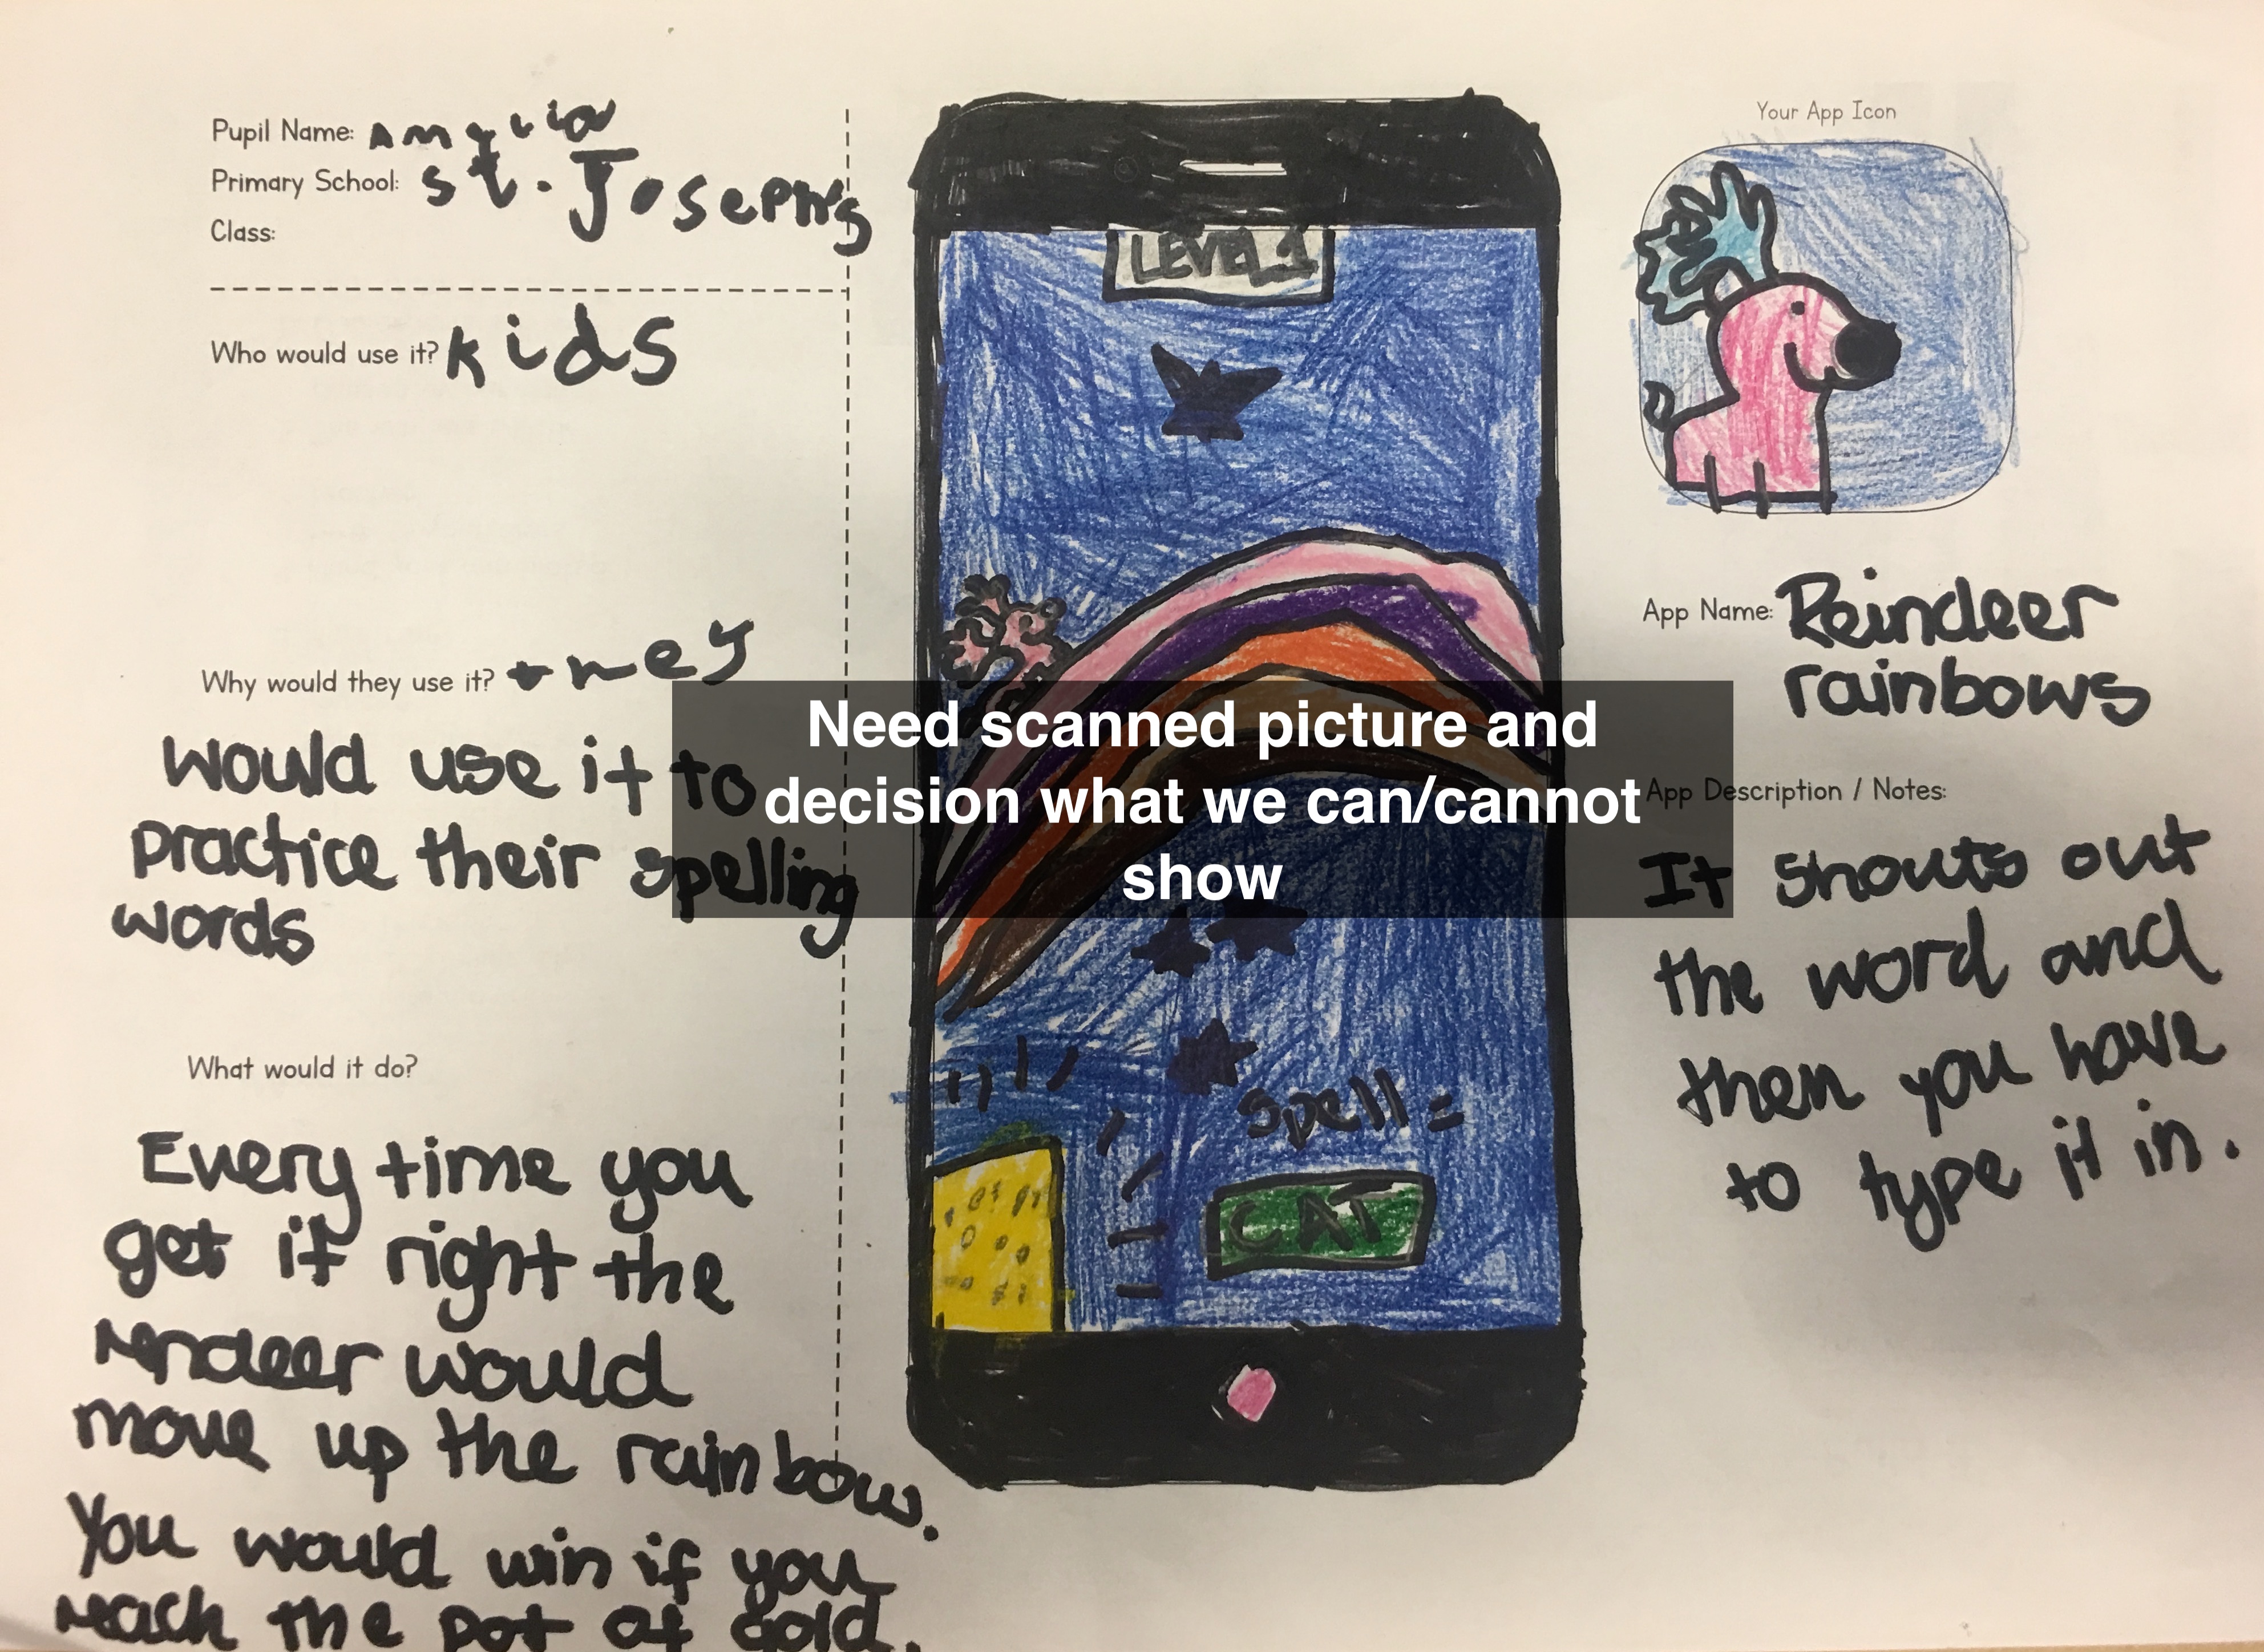 Pupil Name:
Primary School: St. Joseph's
Class:
Who would use it? kids
Why would they use it? they
would use it to
practice their spelling
words
What would it do?
Every time you
get it right the
would
move up the rainbow.
You would win if you
reach the pot of gold.
LEVEL 1
Spell =
CAT
Need scanned picture and
decision what we can/cannot
show
Your App Icon
App Name: Reindeer
rainbows
App Description / Notes:
It shouts out
the word and
then you have
to type it in.